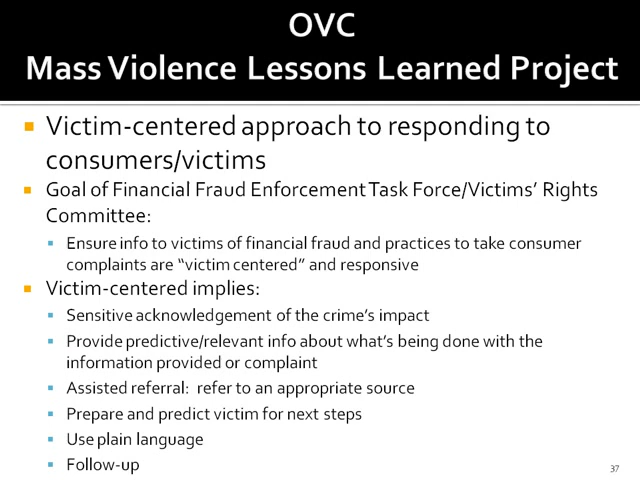 OVC
Mass Violence Lessons Learned Project
Victim-centered approach to responding to
consumers/victims
Goal of Financial Fraud Enforcement Task Force/Victims' Rights
Committee:
Ensure info to victims of financial fraud and practices to take consumer
complaints are "victim centered" and responsive
Victim-centered implies:
Sensitive acknowledgement of the crime's impact
Provide predictive/relevant info about what's being done with the
information provided or complaint
Assisted referral: refer to an appropriate source
Prepare and predict victim for next steps
Use plain language
Follow-up
37